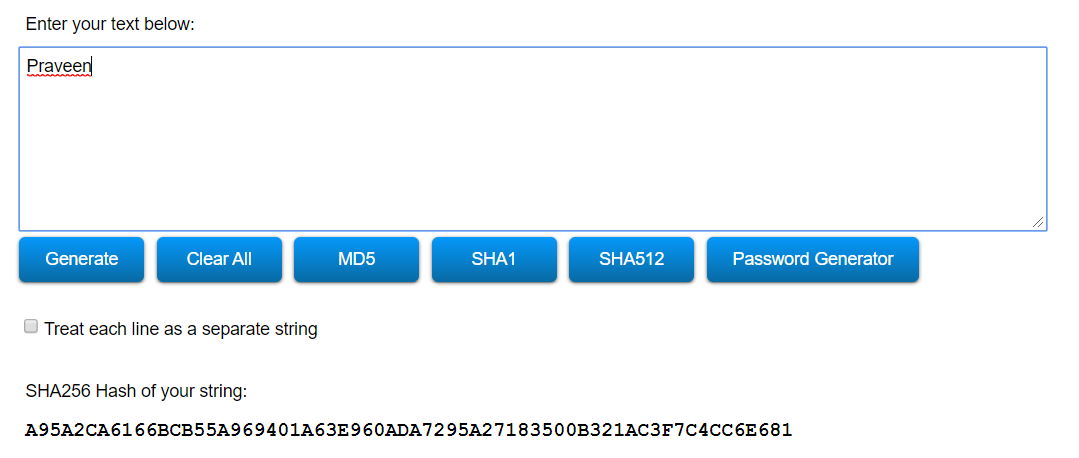 Enter your text below:
Praveen
Generate Clear All MD5 SHA1 SHA512 Password Generator
Treat each line as a separate string
SHA256 Hash of your string:
A95A2CA6166BCB55A969401A63E960ADA7295A27183500B321AC3F7C4CC6E681